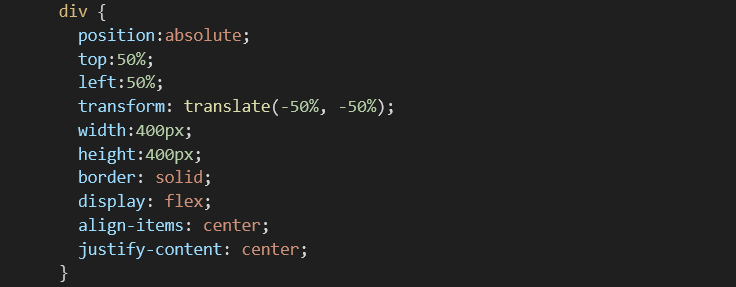 div {
position:absolute;
top:50%;
left:50%;
transform: translate(-50%, -50%);
width:400px;
height:400px;
border: solid;
display: flex;
align-items: center;
justify-content: center;
}